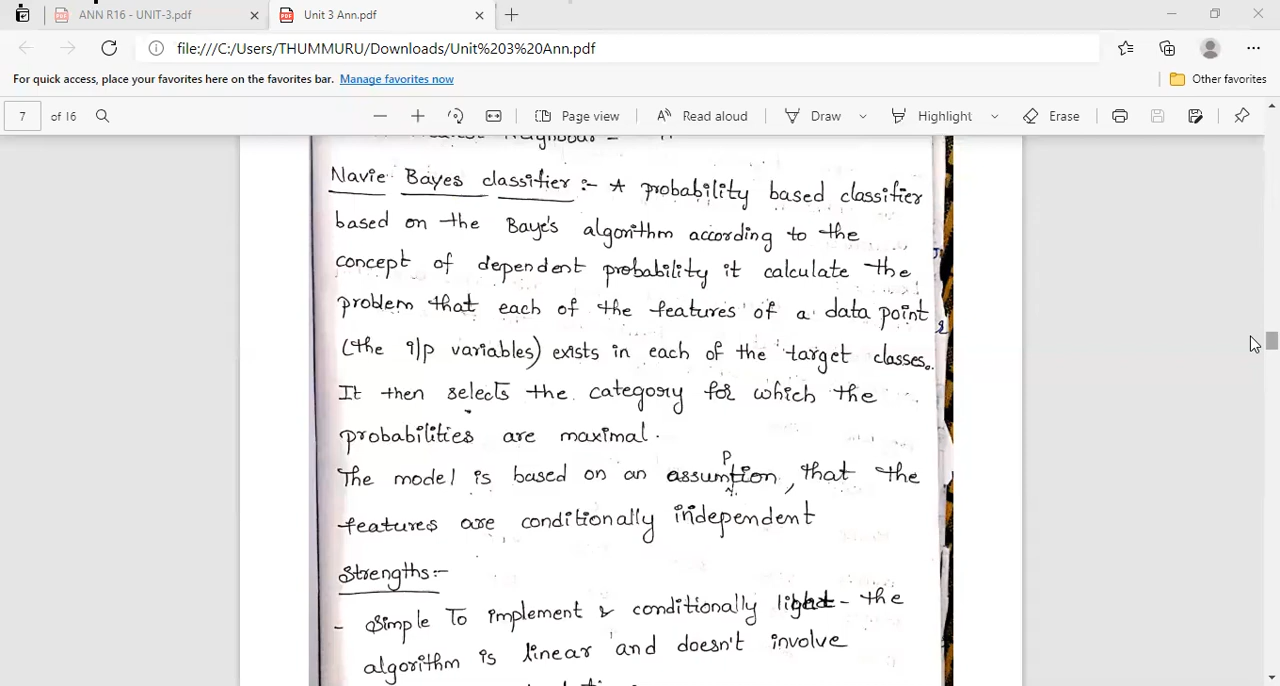 ANN R16 - UNIT-3.pdf
Unit 3 Ann.pdf
file:///C:/Users/THUMMURU/Downloads/Unit%203%20Ann.pdf
For quick access, place your favorites here on the favorites bar. Manage favorites now
Other favorites
7 of 16
Page view
Read aloud
Draw
Highlight
Erase
Neighbour -
Navie Bayes classifier :- A probability based classifier
based on the Baye's algorithm according to the
concept of dependent probability it calculate the
problem that each of the features of a data point
(the i/p variables) exists in each of the target classes.
It then selects the category for which the
probabilities are maximal.
The model is based on an assumption, that the
features are conditionally independent
Strengths:-
- Simple To implement & conditionally light - the
algorithm is linear and doesn't involve